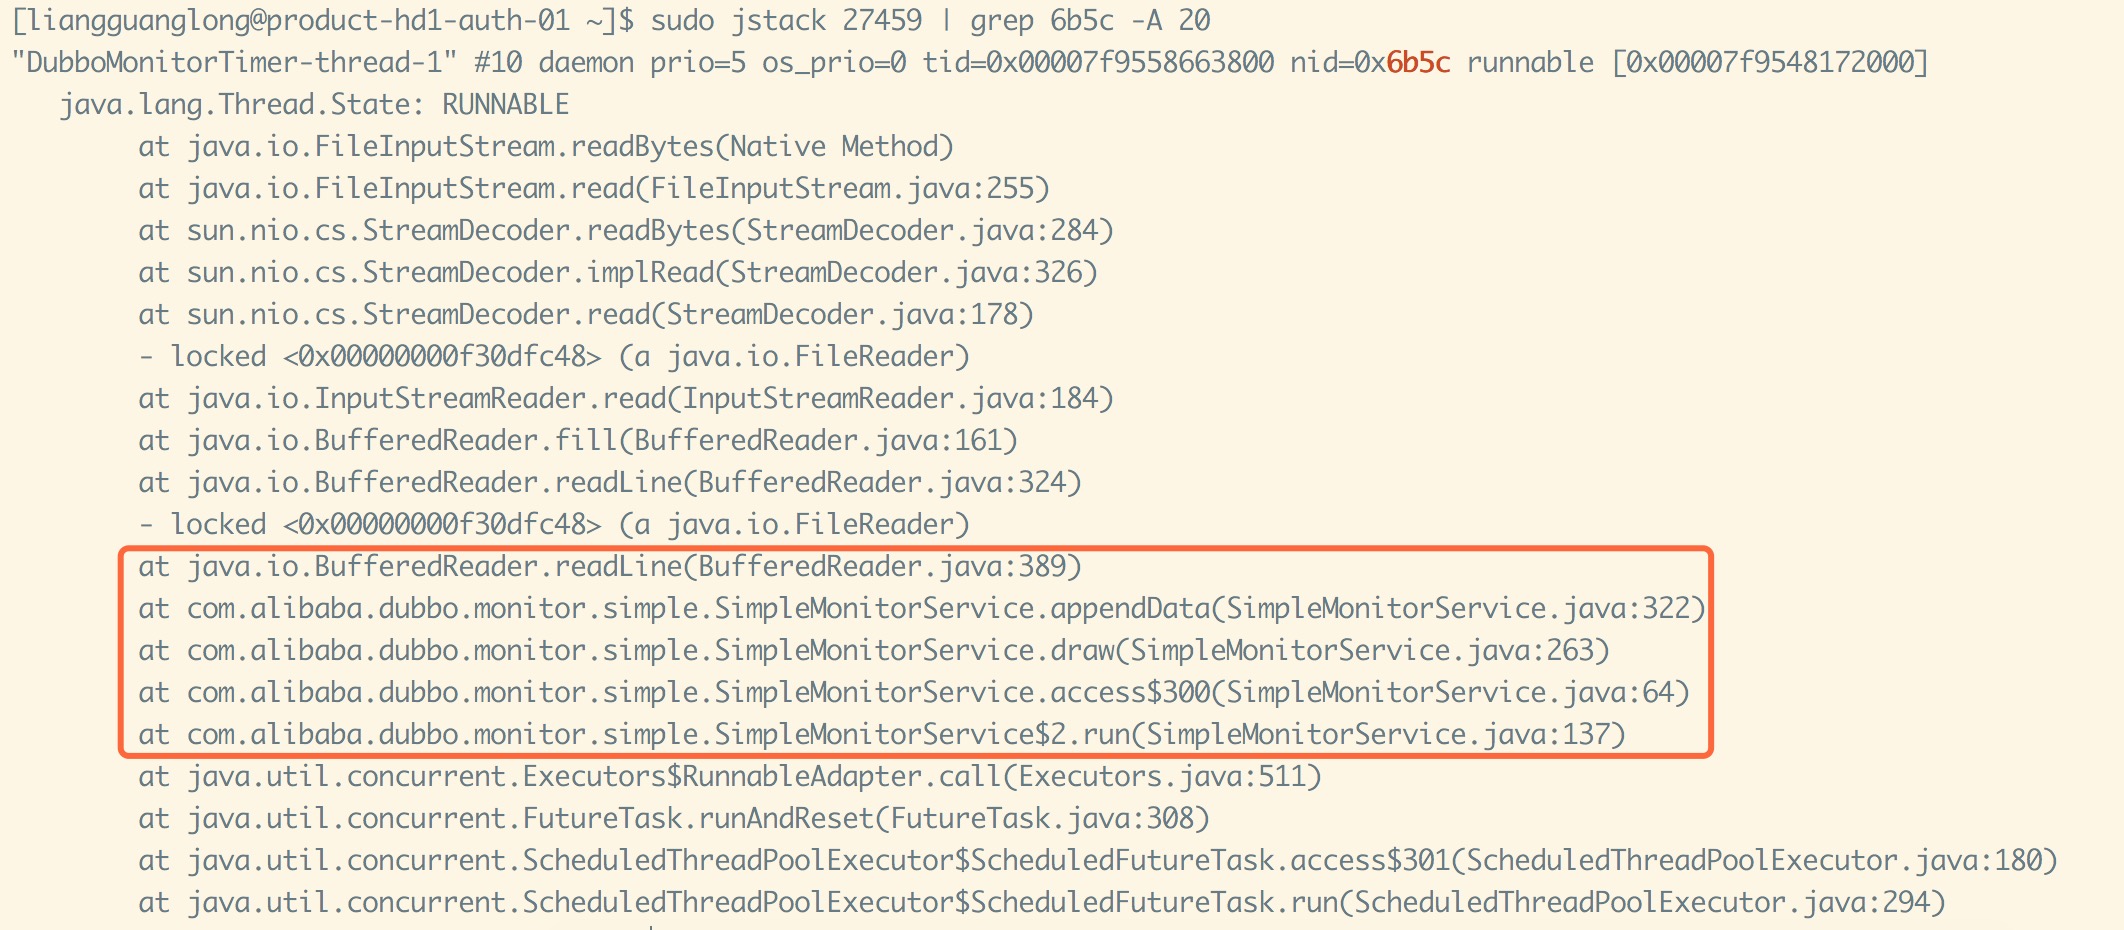 [liangguanglong@product-hd1-auth-01 ~]$ sudo jstack 27459 | grep 6b5c -A 20
"DubboMonitorTimer-thread-1" #10 daemon prio=5 os_prio=0 tid=0x00007f9558663800 nid=0x6b5c runnable [0x00007f9548172000]
java.lang.Thread.State: RUNNABLE
at java.io.FileInputStream.readBytes(Native Method)
at java.io.FileInputStream.read(FileInputStream.java:255)
at sun.nio.cs.StreamDecoder.readBytes(StreamDecoder.java:284)
at sun.nio.cs.StreamDecoder.implRead(StreamDecoder.java:326)
at sun.nio.cs.StreamDecoder.read(StreamDecoder.java:178)
- locked <0x00000000f30dfc48> (a java.io.FileReader)
at java.io.InputStreamReader.read(InputStreamReader.java:184)
at java.io.BufferedReader.fill(BufferedReader.java:161)
at java.io.BufferedReader.readLine(BufferedReader.java:324)
- locked <0x00000000f30dfc48> (a java.io.FileReader)
at java.io.BufferedReader.readLine(BufferedReader.java:389)
at com.alibaba.dubbo.monitor.simple.SimpleMonitorService.appendData(SimpleMonitorService.java:322)
at com.alibaba.dubbo.monitor.simple.SimpleMonitorService.draw(SimpleMonitorService.java:263)
at com.alibaba.dubbo.monitor.simple.SimpleMonitorService.access$300(SimpleMonitorService.java:64)
at com.alibaba.dubbo.monitor.simple.SimpleMonitorService$2.run(SimpleMonitorService.java:137)
at java.util.concurrent.Executors$RunnableAdapter.call(Executors.java:511)
at java.util.concurrent.FutureTask.runAndReset(FutureTask.java:308)
at java.util.concurrent.ScheduledThreadPoolExecutor$ScheduledFutureTask.access$301(ScheduledThreadPoolExecutor.java:180)
at java.util.concurrent.ScheduledThreadPoolExecutor$ScheduledFutureTask.run(ScheduledThreadPoolExecutor.java:294)